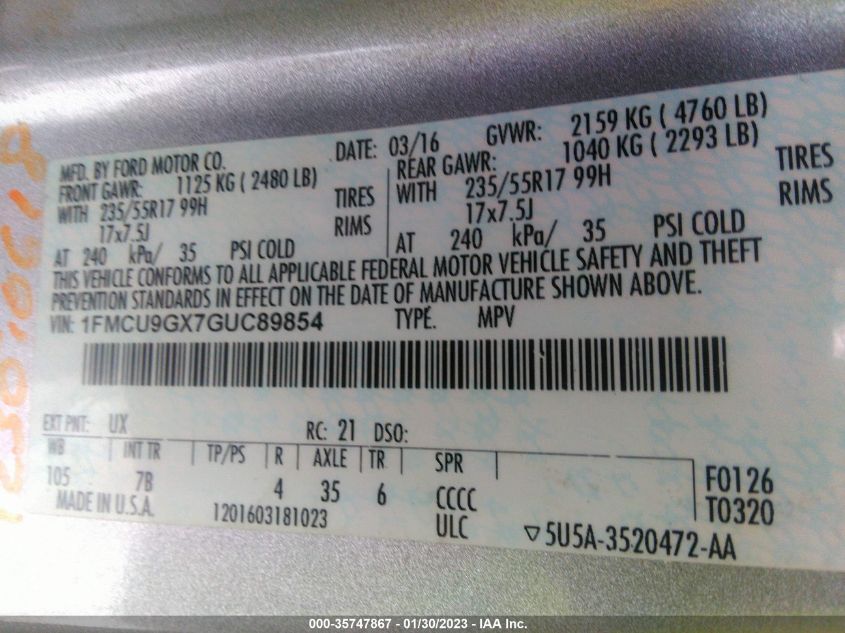 MFD. BY FORD MOTOR CO.
DATE: 03/16
GVWR: 2159 KG ( 4760 LB)
FRONT GAWR: 1125 KG ( 2480 LB)
REAR GAWR: 1040 KG ( 2293 LB)
WITH 235/55R17 99H TIRES
WITH 235/55R17 99H TIRES
17x7.5J RIMS
17x7.5J RIMS
AT 240 kPa/ 35 PSI COLD
AT 240 kPa/ 35 PSI COLD
THIS VEHICLE CONFORMS TO ALL APPLICABLE FEDERAL MOTOR VEHICLE SAFETY AND THEFT
PREVENTION STANDARDS IN EFFECT ON THE DATE OF MANUFACTURE SHOWN ABOVE.
VIN: 1FMCU9GX7GUC89854 TYPE: MPV
EXT PNT: UX RC: 21 DSO:
WB INT TR TP/PS R AXLE TR SPR
105 7B 4 35 6 CCCC F0126
MADE IN U.S.A. 1201603181023 ULC T0320
5U5A-3520472-AA
000-35747867 - 01/30/2023 - IAA Inc.